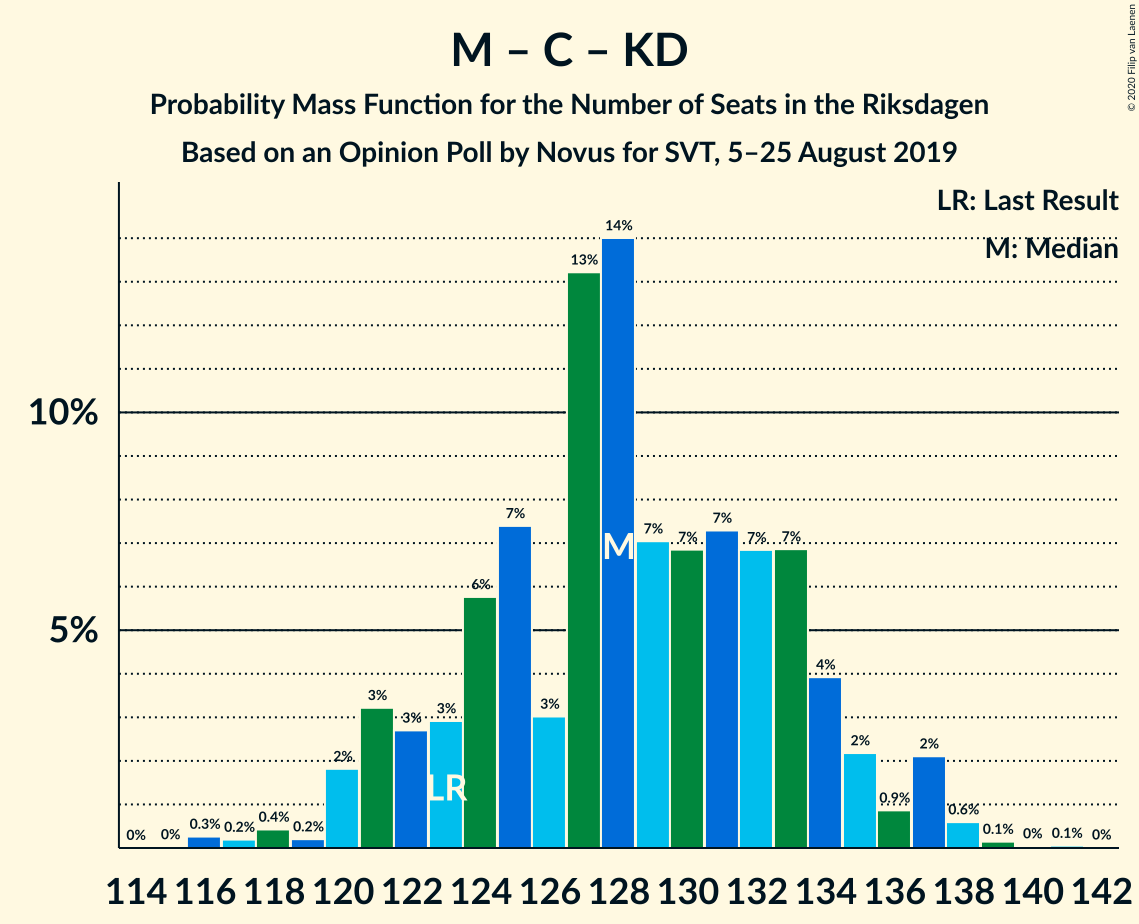 M – C – KD
Probability Mass Function for the Number of Seats in the Riksdagen
Based on an Opinion Poll by Novus for SVT, 5–25 August 2019
© 2020 Filip van Laenen
LR: Last Result
M: Median
10%
5%
0% 0% 0.3% 0.2% 0.4% 0.2% 2% 3% 3% 3% 6% 7% 3% 13% 14% 7% 7% 7% 7% 7% 4% 2% 0.9% 2% 0.6% 0.1% 0% 0.1% 0%
M
LR
114 116 118 120 122 124 126 128 130 132 134 136 138 140 142